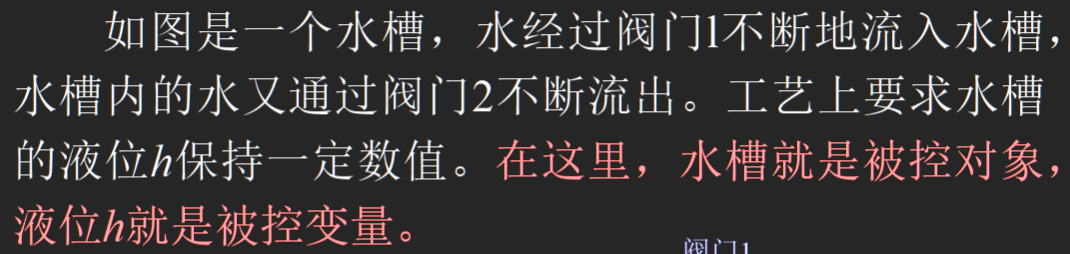 如图是一个水槽，水经过阀门1不断地流入水槽，
水槽内的水又通过阀门2不断流出。工艺上要求水槽
的液位h保持一定数值。在这里，水槽就是被控对象，
液位h就是被控变量。
阀门1